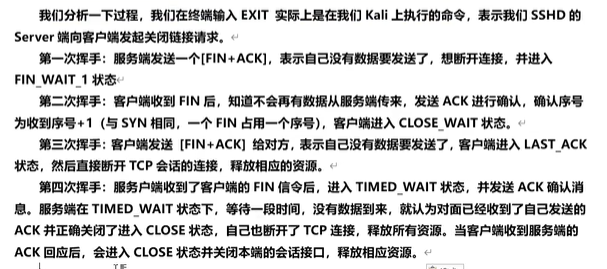 我们分析一下过程，我们在终端输入 EXIT 实际上是在我们 Kali 上执行的命令，表示我们 SSHD 的
Server 端向客户端发起关闭链接请求。
第一次挥手：服务端发送一个[FIN+ACK]，表示自己没有数据要发送了，想断开连接，并进入
FIN_WAIT_1 状态
第二次挥手：客户端收到 FIN 后，知道不会再有数据从服务端传来，发送 ACK 进行确认，确认序号
为收到序号+1（与 SYN 相同，一个 FIN 占用一个序号），客户端进入 CLOSE_WAIT 状态。
第三次挥手：客户端发送 [FIN+ACK] 给对方，表示自己没有数据要发送了，客户端进入 LAST_ACK
状态，然后直接断开 TCP 会话的连接，释放相应的资源。
第四次挥手：服务户端收到了客户端的 FIN 信令后，进入 TIMED_WAIT 状态，并发送 ACK 确认消
息。服务端在 TIMED_WAIT 状态下，等待一段时间，没有数据到来，就认为对面已经收到了自己发送的
ACK 并正确关闭了进入 CLOSE 状态，自己也断开了 TCP 连接，释放所有资源。当客户端收到服务端的
ACK 回应后，会进入 CLOSE 状态并关闭本端的会话接口，释放相应资源。